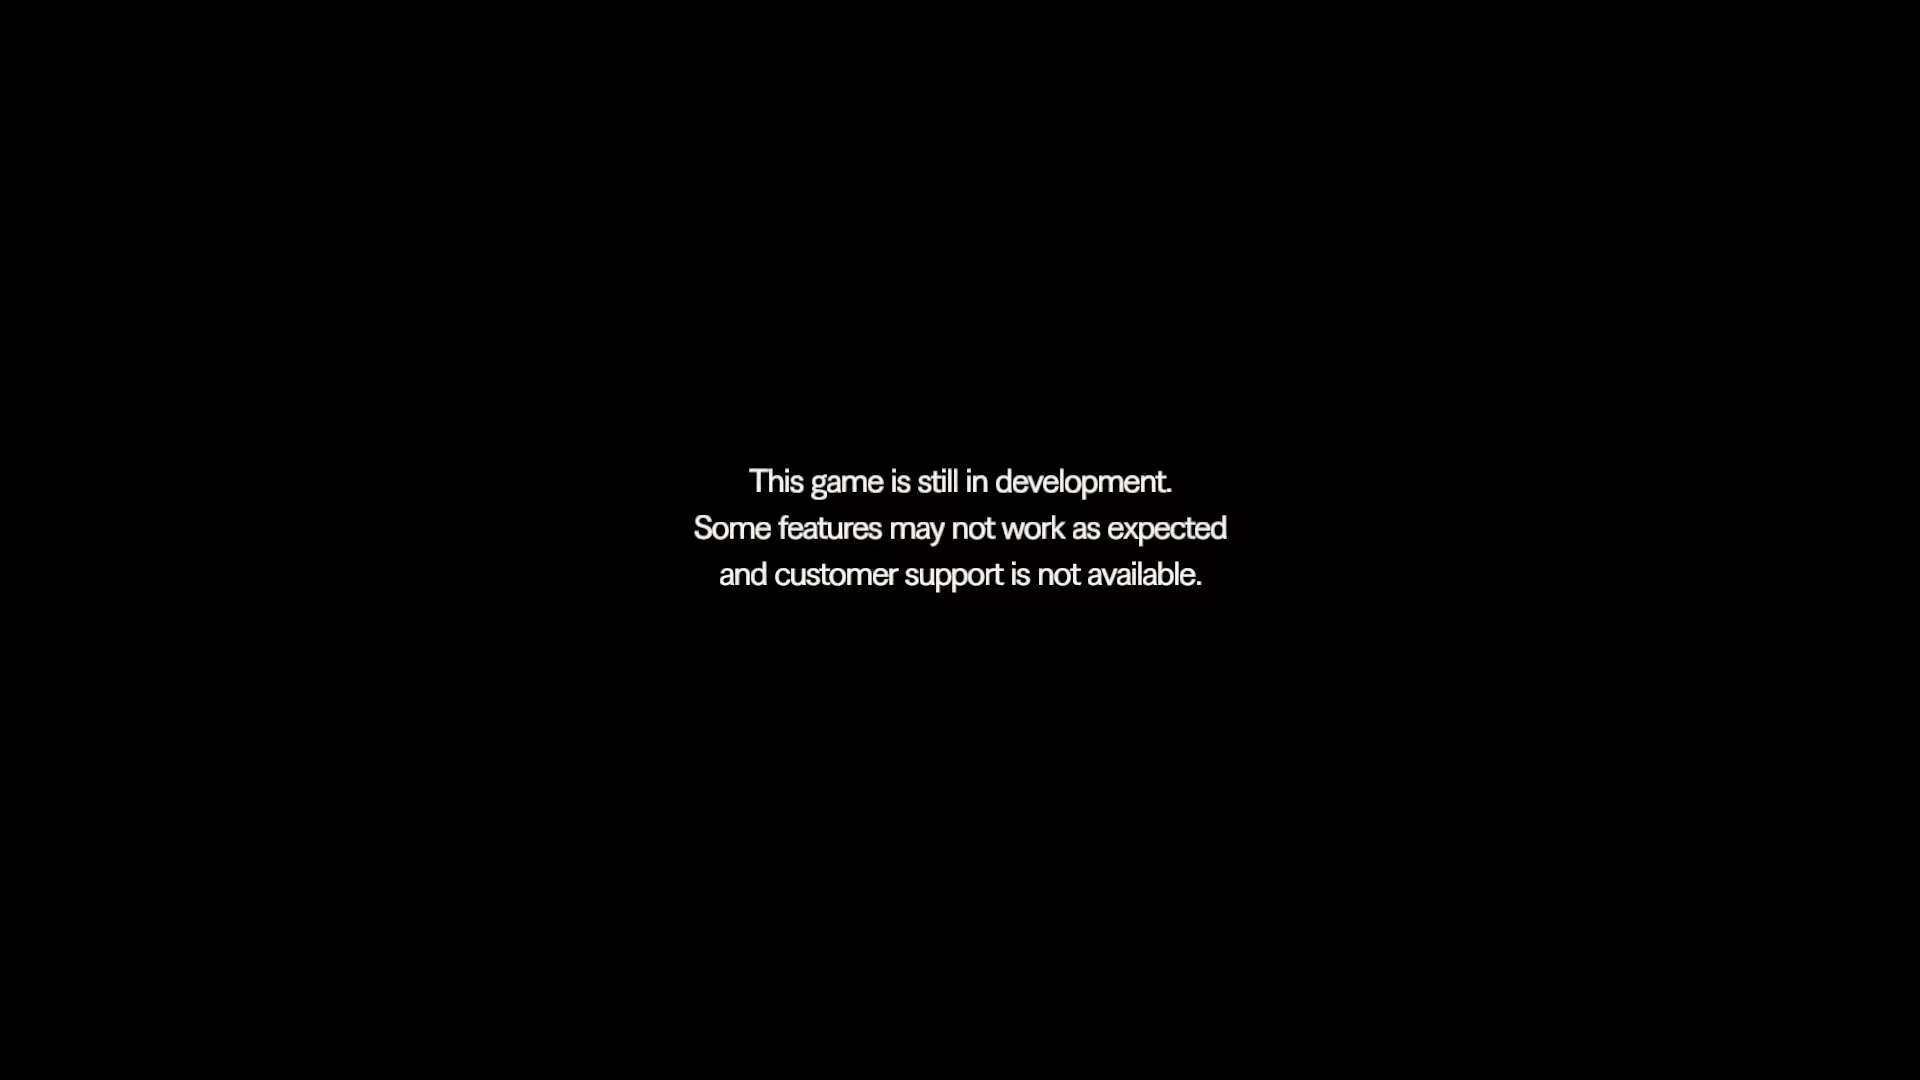 This game is still in development.
Some features may not work as expected
and customer support is not available.